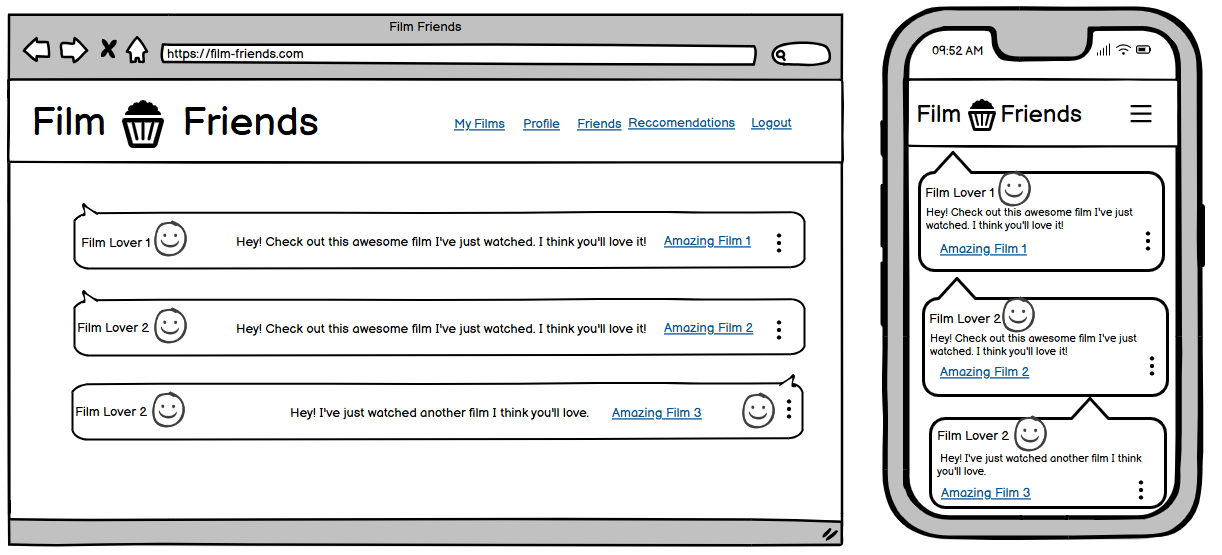 Film Friends
https://film-friends.com
Film Friends
My Films Profile Friends Reccomendations Logout
Film Lover 1 Hey! Check out this awesome film I've just watched. I think you'll love it! Amazing Film 1
Film Lover 2 Hey! Check out this awesome film I've just watched. I think you'll love it! Amazing Film 2
Film Lover 2 Hey! I've just watched another film I think you'll love. Amazing Film 3
09:52 AM
Film Friends
Film Lover 1
Hey! Check out this awesome film I've just
watched. I think you'll love it!
Amazing Film 1
Film Lover 2
Hey! Check out this awesome film I've just
watched. I think you'll love it!
Amazing Film 2
Film Lover 2
Hey! I've just watched another film I think
you'll love.
Amazing Film 3